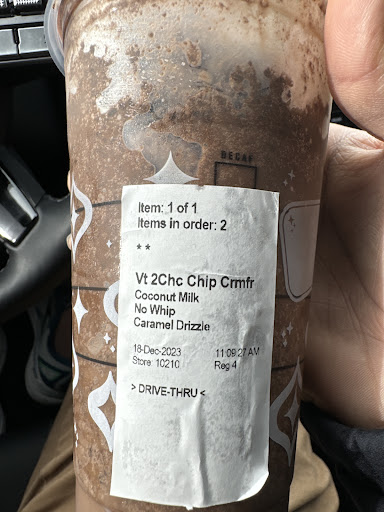 DECAF
Item: 1 of 1
Items in order: 2
* *
Vt 2Chc Chip Crmfr
Coconut Milk
No Whip
Caramel Drizzle
18-Dec-2023 11:09:27 AM
Store: 10210 Reg 4
> DRIVE-THRU <